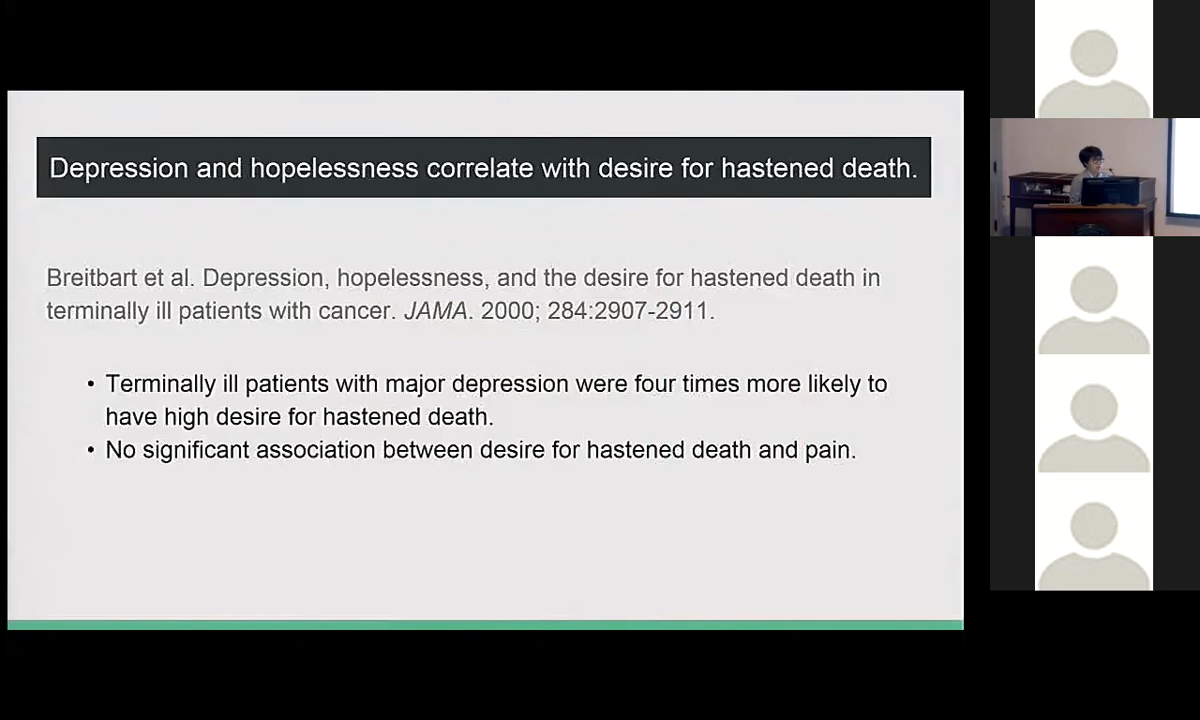 Depression and hopelessness correlate with desire for hastened death.
Breitbart et al. Depression, hopelessness, and the desire for hastened death in
terminally ill patients with cancer. JAMA. 2000; 284:2907-2911.
• Terminally ill patients with major depression were four times more likely to
have high desire for hastened death.
• No significant association between desire for hastened death and pain.